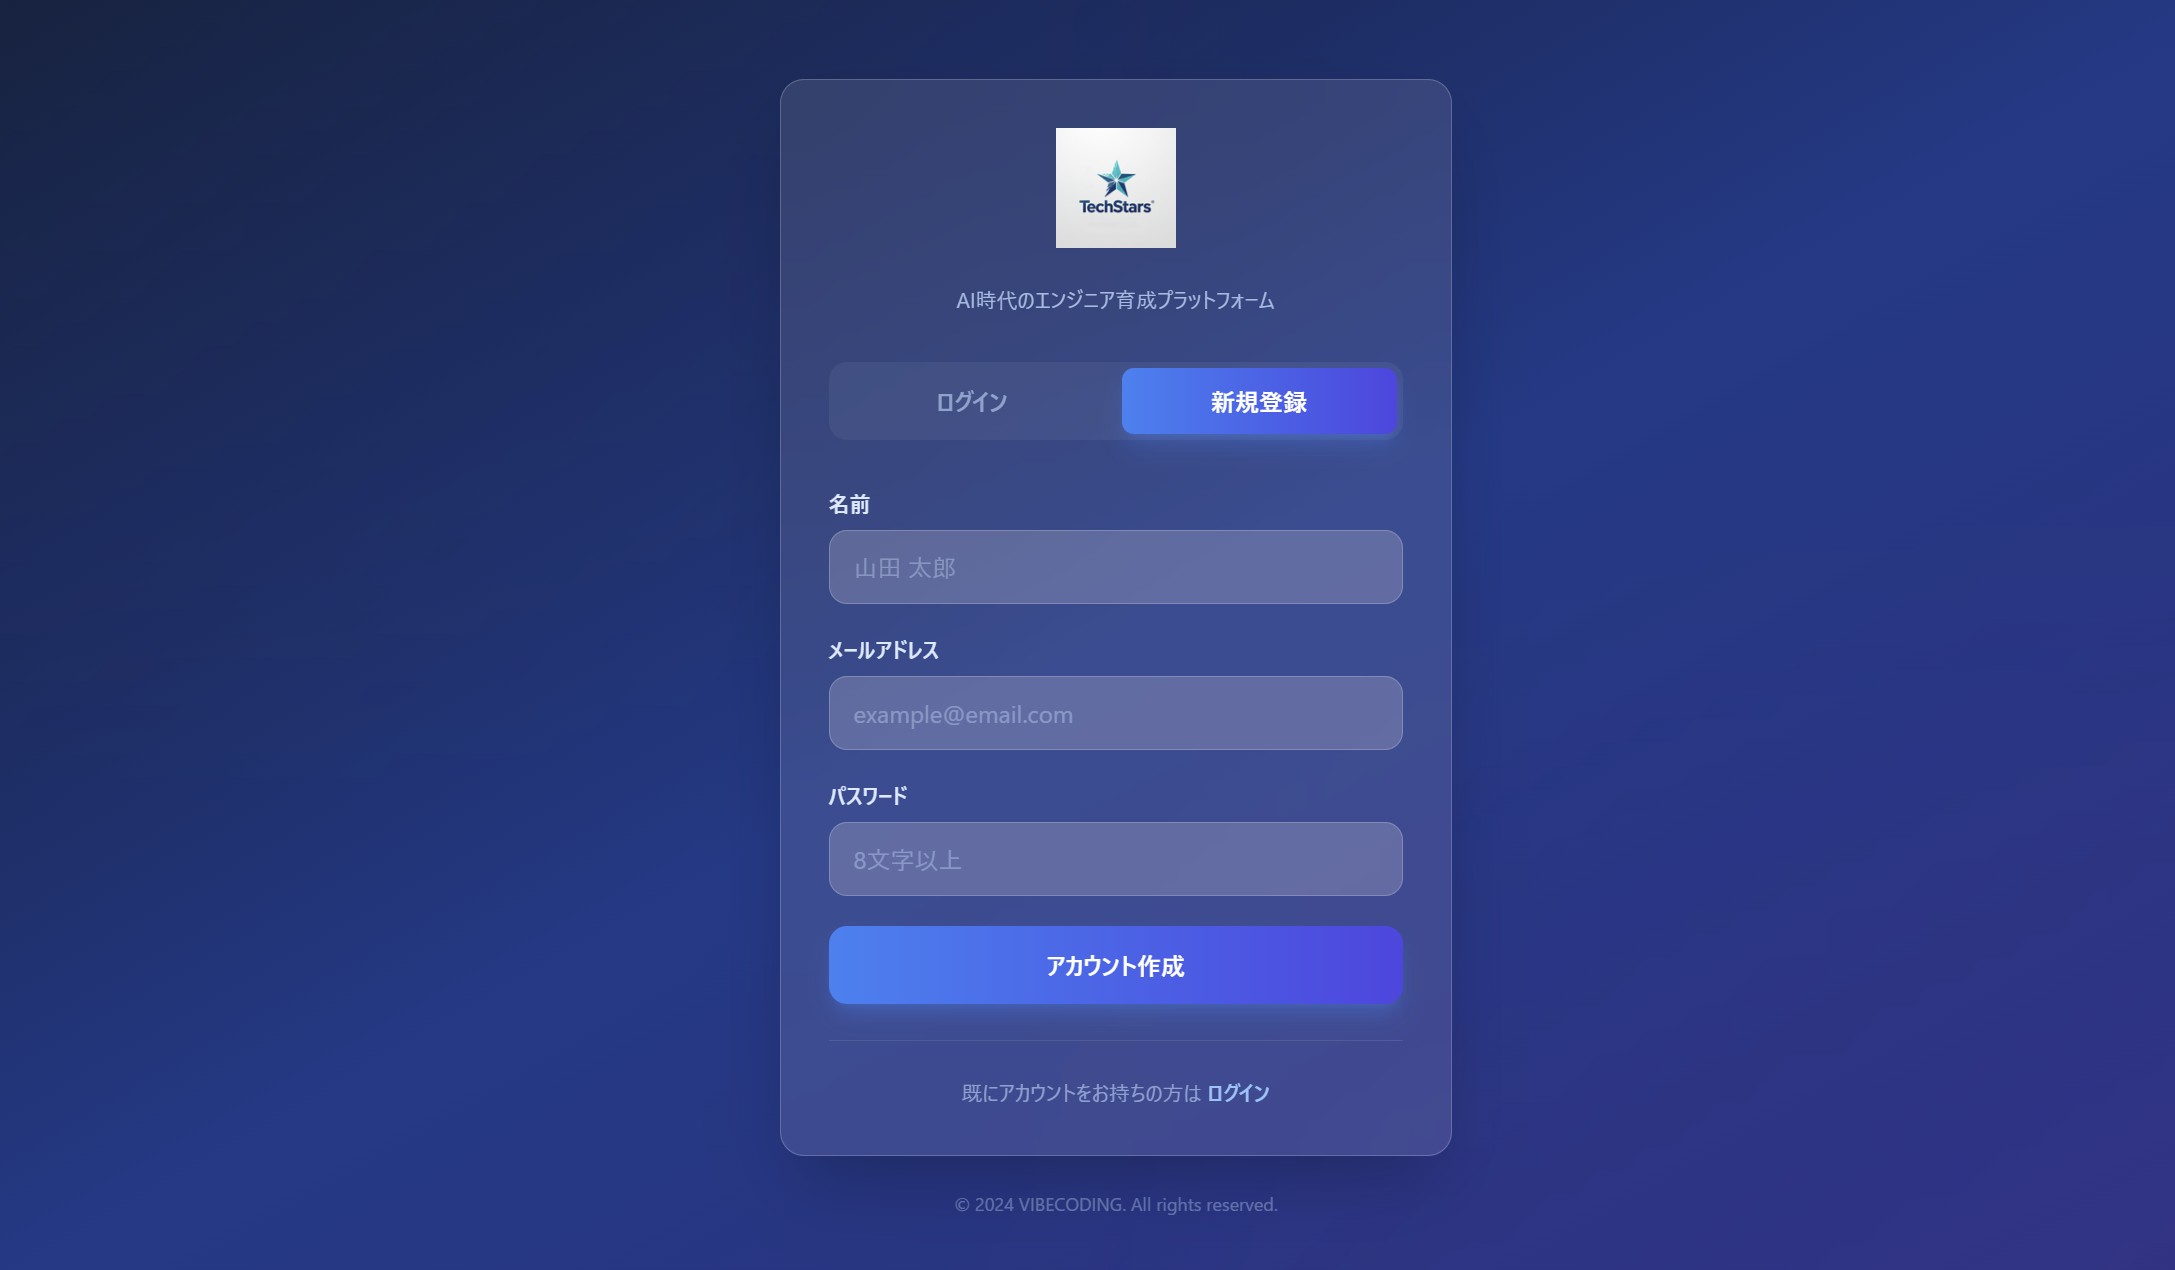 TechStars
AI時代のエンジニア育成プラットフォーム
ログイン 新規登録
名前
山田 太郎
メールアドレス
example@email.com
パスワード
8文字以上
アカウント作成
既にアカウントをお持ちの方は ログイン
© 2024 VIBECODING. All rights reserved.